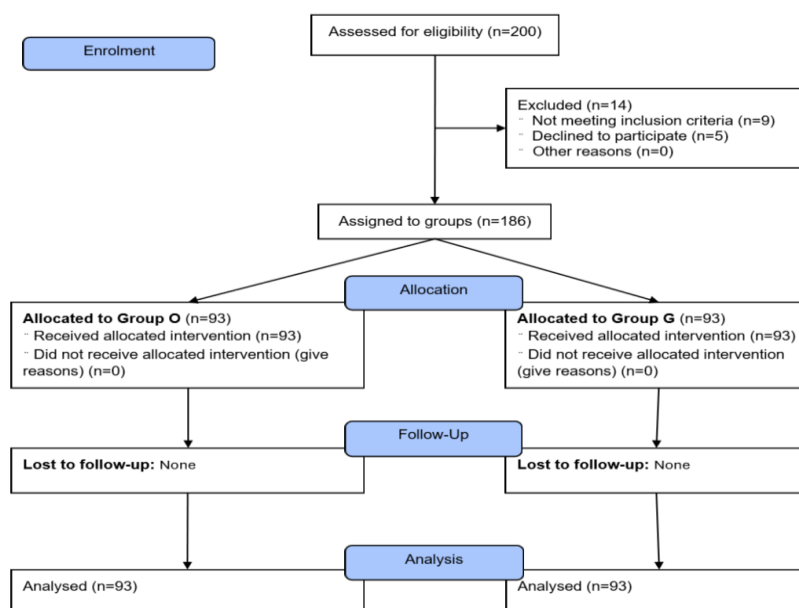 Assessed for eligibility (n=200)
Enrolment
Excluded (n=14)
¨ Not meeting inclusion criteria (n=9)
¨ Declined to participate (n=5)
¨ Other reasons (n=0)
Assigned to groups (n=186)
Allocation
Allocated to Group O (n=93)
¨ Received allocated intervention (n=93)
¨ Did not receive allocated intervention (give
reasons) (n=0)
Allocated to Group G (n=93)
¨ Received allocated intervention (n=93)
¨ Did not receive allocated intervention
(give reasons) (n=0)
Follow-Up
Lost to follow-up: None
Lost to follow-up: None
Analysis
Analysed (n=93)
Analysed (n=93)